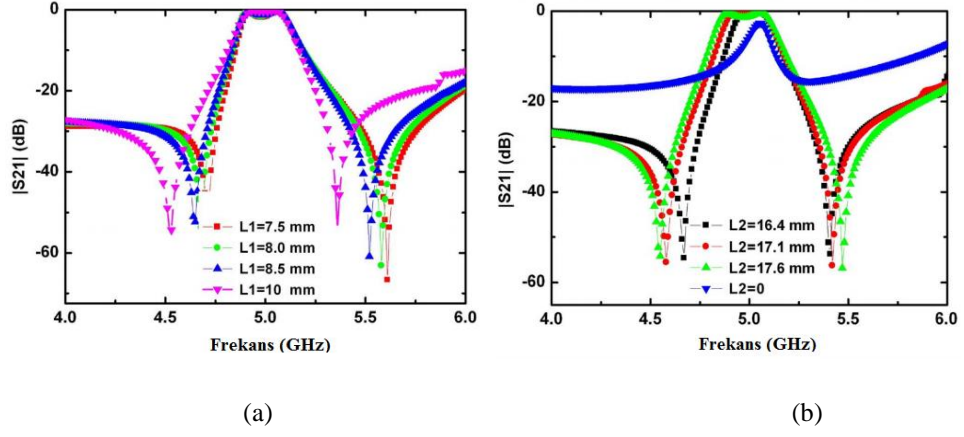 0
-20
-40
-60
|S21| (dB)
L1=7.5 mm
L1=8.0 mm
L1=8.5 mm
L1=10 mm
4.0 4.5 5.0 5.5 6.0
Frekans (GHz)
(a)
0
-20
-40
-60
|S21| (dB)
L2=16.4 mm
L2=17.1 mm
L2=17.6 mm
L2=0
4.0 4.5 5.0 5.5 6.0
Frekans (GHz)
(b)